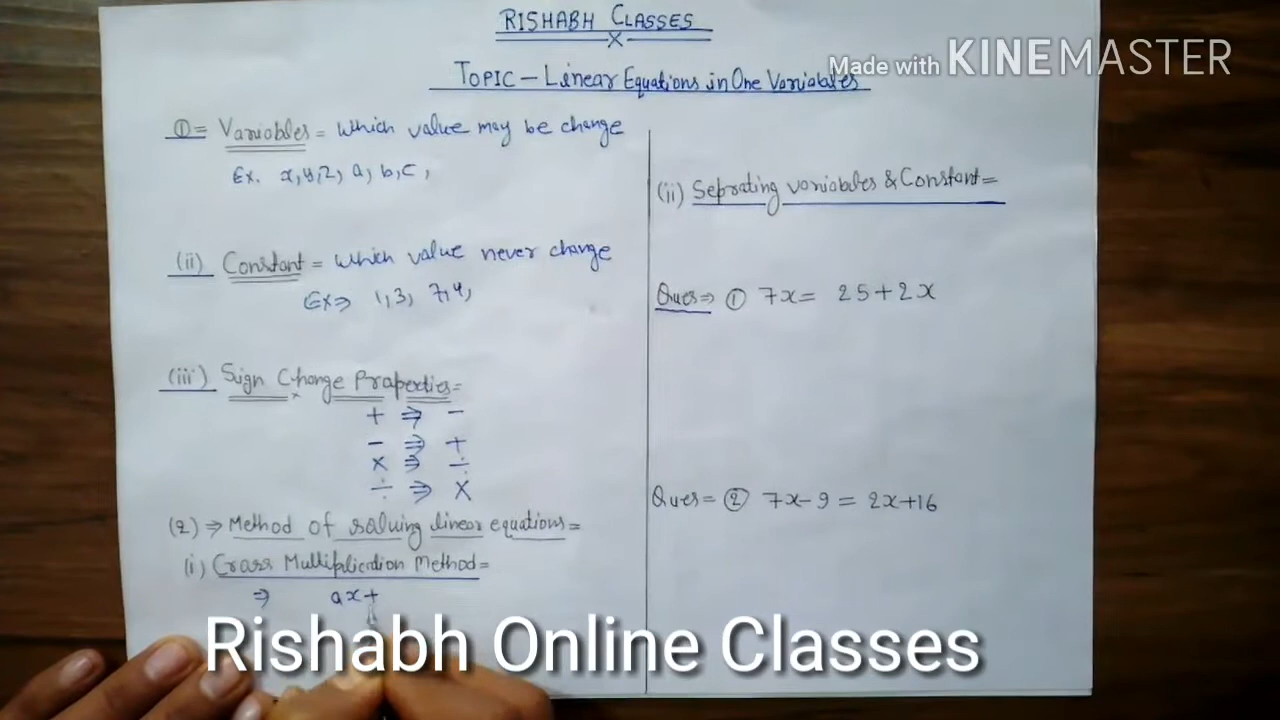 RISHABH CLASSES
X
Made with KINEMASTER
TOPIC - Linear Equations in One Variables
① = Variables = Which value may be change
Ex. x, y, z, a, b, c,
(ii) Constant = Which value never change
Ex ⇒ 1, 3, 7, 4,
(iii) Sign Change Properties =
+ ⇒ -
- ⇒ +
× ⇒ ÷
÷ ⇒ ×
(2) ⇒ Method of solving linear equations =
(i) Cross Multiplication Method =
⇒ ax+
(ii) Seprating variables & Constant =
Ques ⇒ ① 7x = 25 + 2x
Ques = ② 7x - 9 = 2x + 16
Rishabh Online Classes